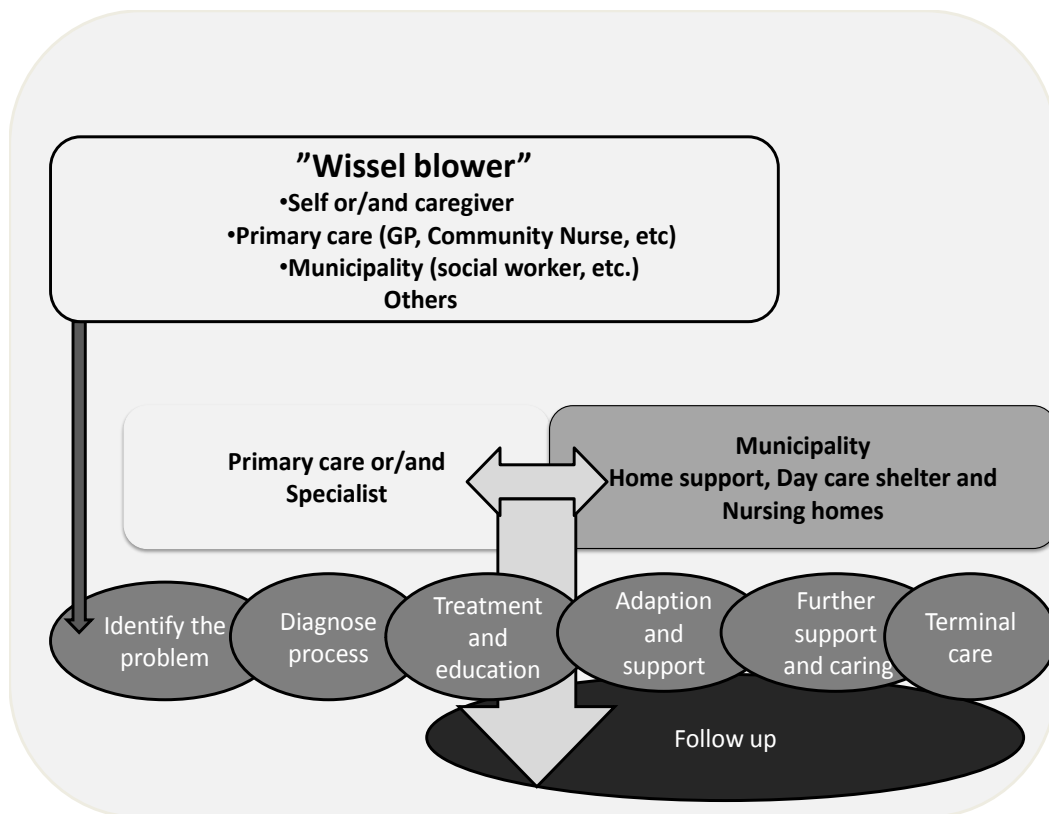 ”Wissel blower”
•Self or/and caregiver
•Primary care (GP, Community Nurse, etc)
•Municipality (social worker, etc.)
Others
Primary care or/and
Specialist
Municipality
Home support, Day care shelter and
Nursing homes
Identify the
problem
Diagnose
process
Treatment
and
education
Adaption
and
support
Further
support
and caring
Terminal
care
Follow up